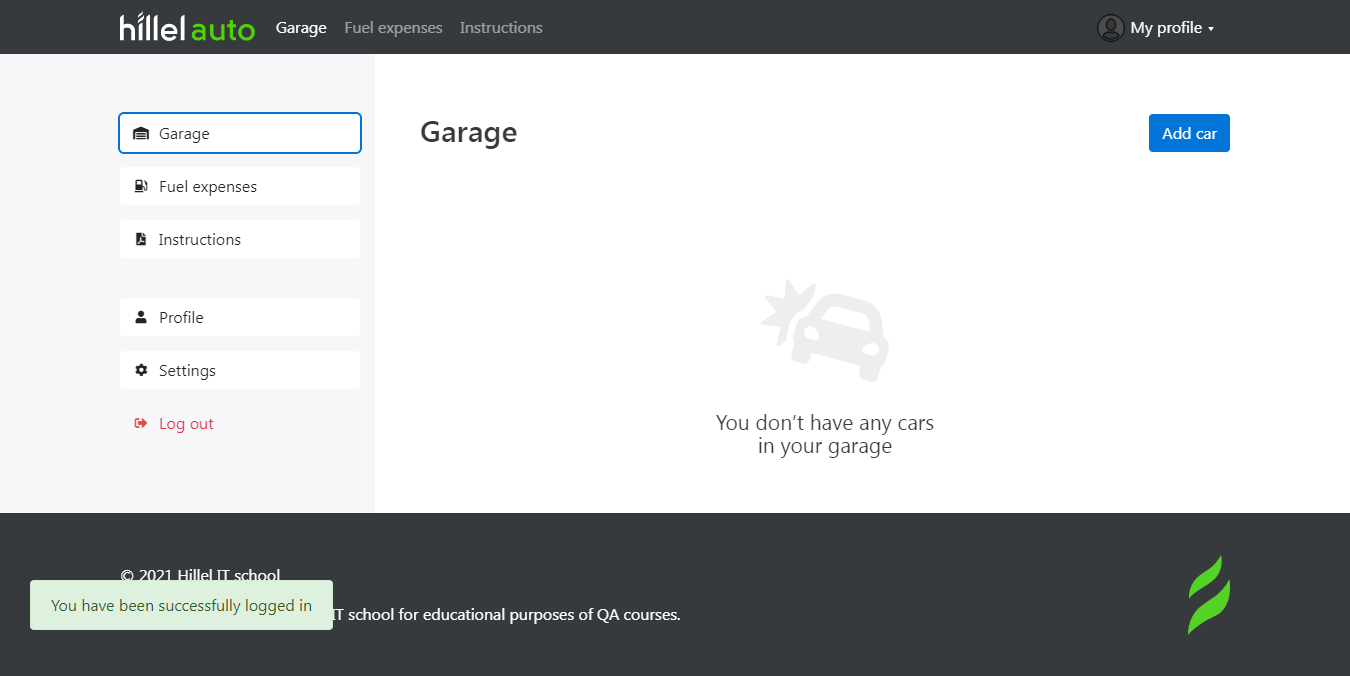 hillel auto Garage Fuel expenses Instructions My profile
Garage
Fuel expenses
Instructions
Profile
Settings
Log out
Garage
Add car
You don’t have any cars
in your garage
© 2021 Hillel IT school
IT school for educational purposes of QA courses.
You have been successfully logged in